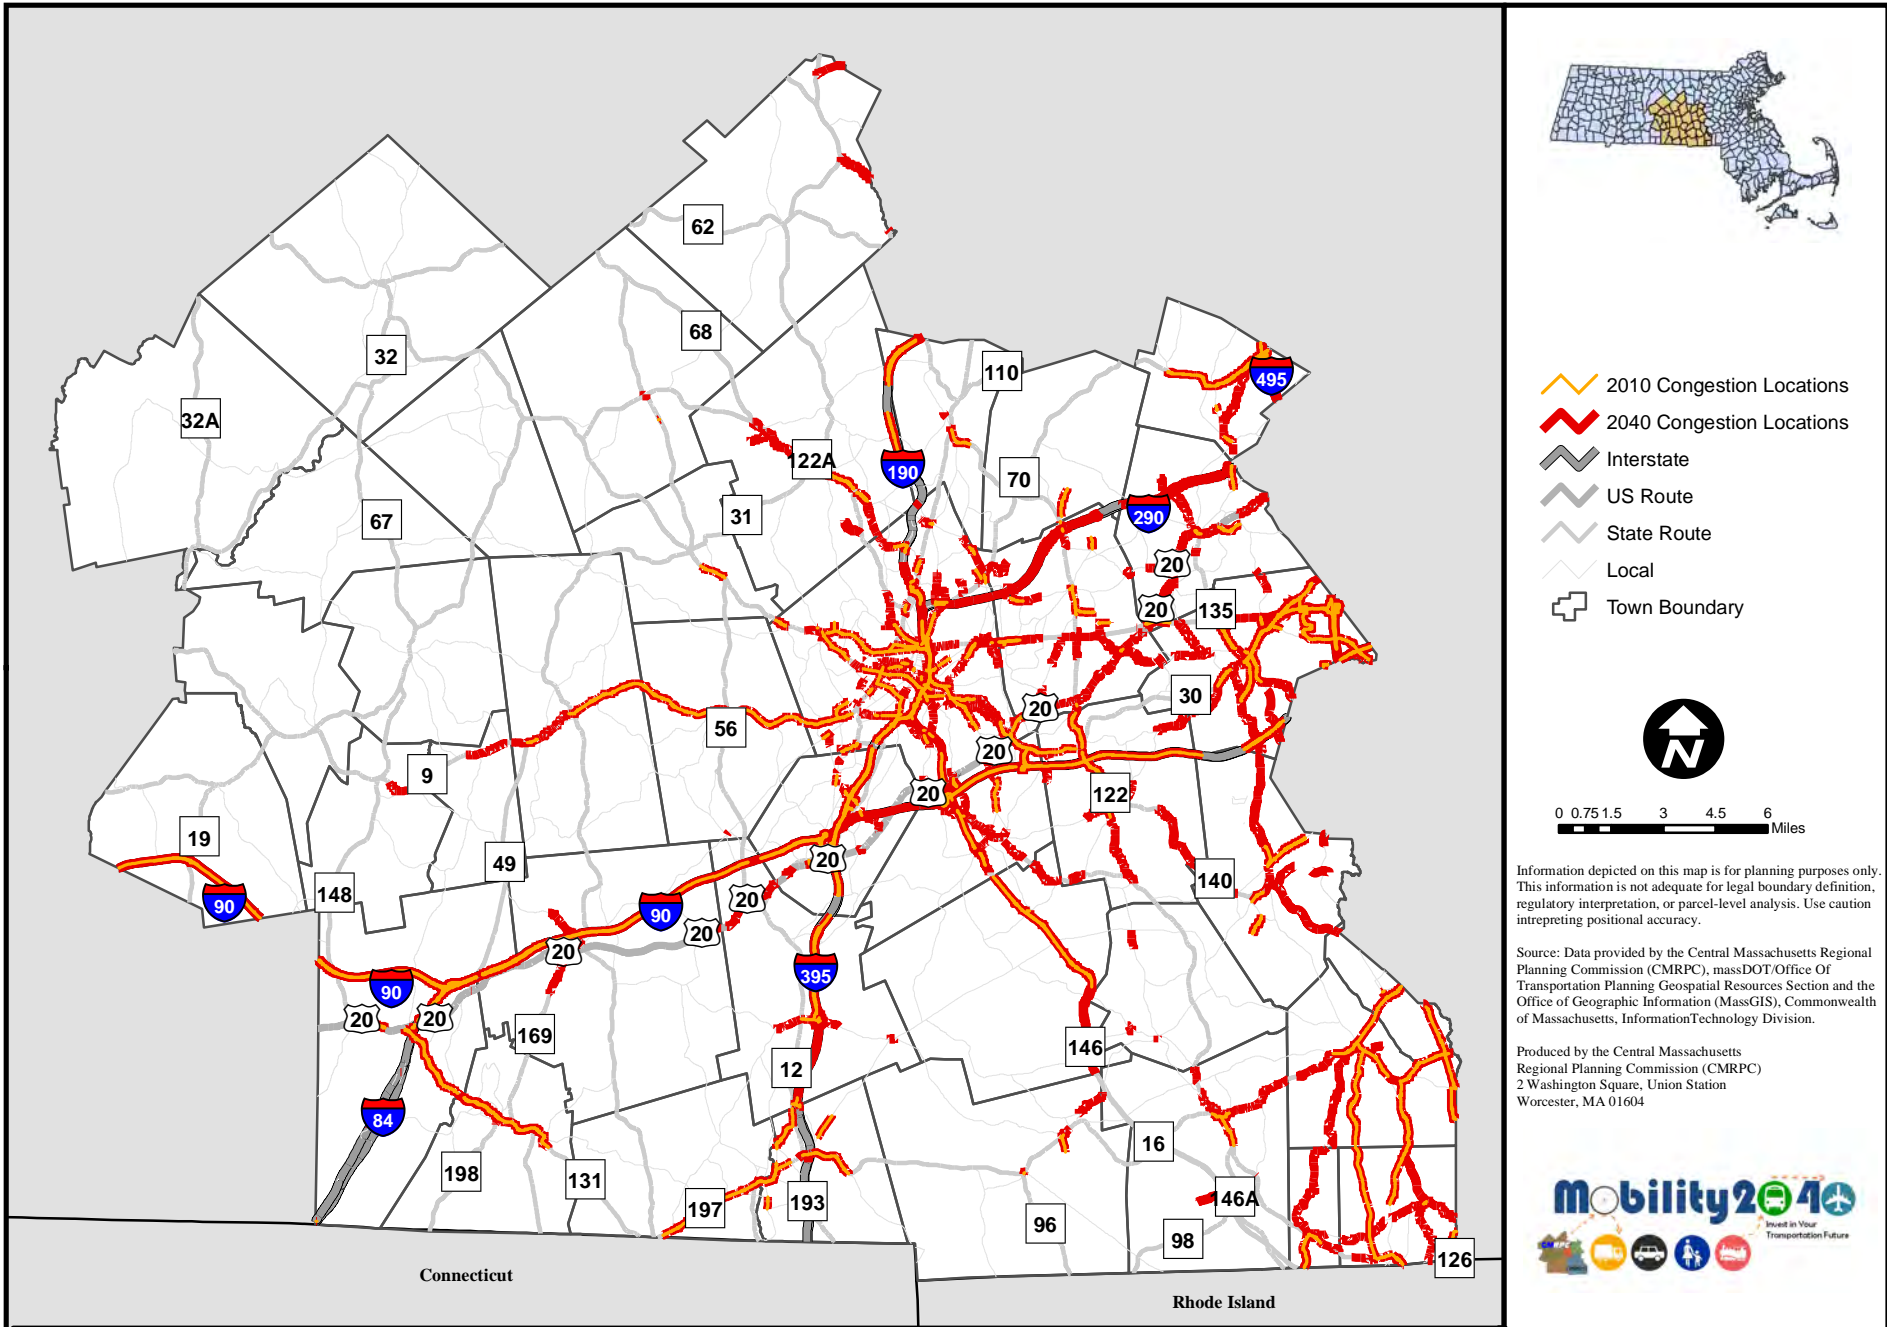 62
68
32
110
495
32A
122A
190
70
67
31
290
20
20
135
30
56
20
20
9
20
122
19
49
20
148
140
90
90
20
20
20
395
90
20
20
169
146
12
84
16
198
131
197
193
146A
96
98
126
Connecticut
Rhode Island
2010 Congestion Locations
2040 Congestion Locations
Interstate
US Route
State Route
Local
Town Boundary
N
0 0.75 1.5 3 4.5 6
Miles
Information depicted on this map is for planning purposes only.
This information is not adequate for legal boundary definition,
regulatory interpretation, or parcel-level analysis. Use caution
intrepreting positional accuracy.
Source: Data provided by the Central Massachusetts Regional
Planning Commission (CMRPC), massDOT/Office Of
Transportation Planning Geospatial Resources Section and the
Office of Geographic Information (MassGIS), Commonwealth
of Massachusetts, InformationTechnology Division.
Produced by the Central Massachusetts
Regional Planning Commission (CMRPC)
2 Washington Square, Union Station
Worcester, MA 01604
Mobility2040
Invest in Your
Transportation Future
CMRPC